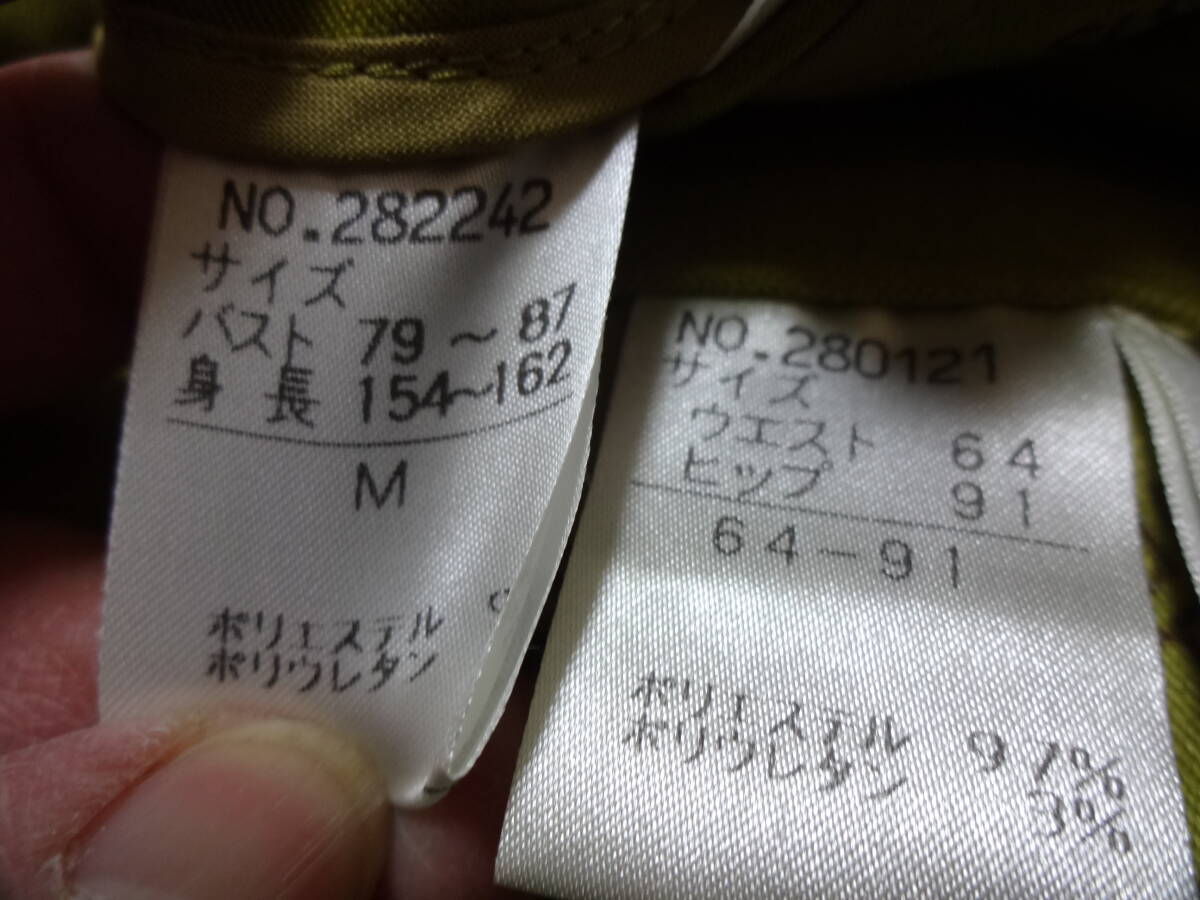 NO.282242
サイズ
バスト 79～87
身長 154～162
M
ポリエステル
ポリウレタン
NO.280121
サイズ
ウエスト 64
ヒップ 91
64-91
ポリエステル 97%
ポリウレタン 3%